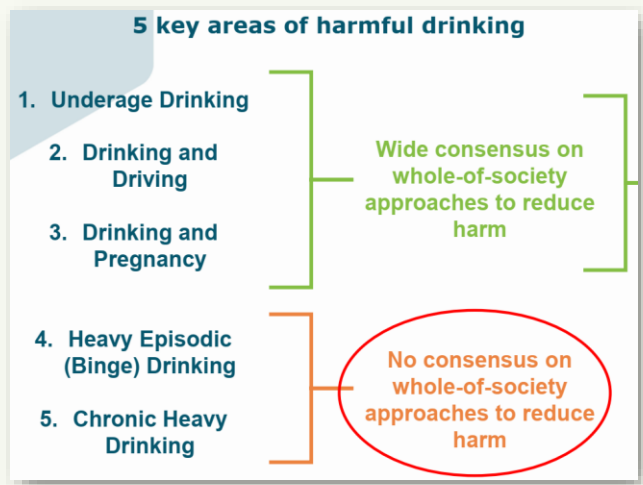 5 key areas of harmful drinking
1. Underage Drinking
2. Drinking and
Driving
3. Drinking and
Pregnancy
Wide consensus on
whole-of-society
approaches to reduce
harm
4. Heavy Episodic
(Binge) Drinking
5. Chronic Heavy
Drinking
No consensus on
whole-of-society
approaches to reduce
harm